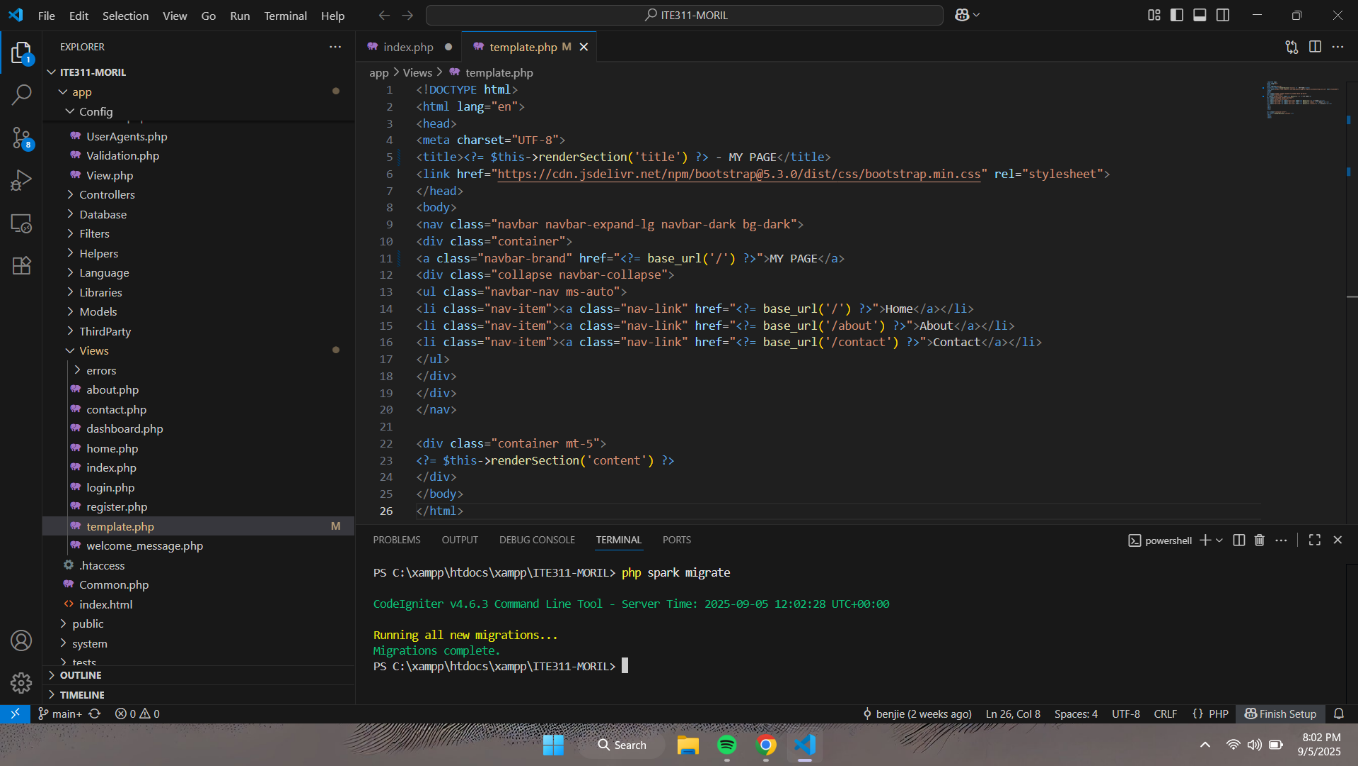 File Edit Selection View Go Run Terminal Help
ITE311-MORIL
EXPLORER
ITE311-MORIL
app
Config
UserAgents.php
Validation.php
View.php
Controllers
Database
Filters
Helpers
Language
Libraries
Models
ThirdParty
Views
errors
about.php
contact.php
dashboard.php
home.php
index.php
login.php
register.php
template.php M
welcome_message.php
.htaccess
Common.php
index.html
public
system
tests
OUTLINE
TIMELINE
1
8
index.php
template.php M
app > Views > template.php
1 <!DOCTYPE html>
2 <html lang="en">
3 <head>
4 <meta charset="UTF-8">
5 <title><?= $this->renderSection('title') ?> - MY PAGE</title>
6 <link href="https://cdn.jsdelivr.net/npm/bootstrap@5.3.0/dist/css/bootstrap.min.css" rel="stylesheet">
7 </head>
8 <body>
9 <nav class="navbar navbar-expand-lg navbar-dark bg-dark">
10 <div class="container">
11 <a class="navbar-brand" href="<?= base_url('/') ?>">MY PAGE</a>
12 <div class="collapse navbar-collapse">
13 <ul class="navbar-nav ms-auto">
14 <li class="nav-item"><a class="nav-link" href="<?= base_url('/') ?>">Home</a></li>
15 <li class="nav-item"><a class="nav-link" href="<?= base_url('/about') ?>">About</a></li>
16 <li class="nav-item"><a class="nav-link" href="<?= base_url('/contact') ?>">Contact</a></li>
17 </ul>
18 </div>
19 </div>
20 </nav>
21
22 <div class="container mt-5">
23 <?= $this->renderSection('content') ?>
24 </div>
25 </body>
26 </html>
PROBLEMS OUTPUT DEBUG CONSOLE TERMINAL PORTS
powershell
PS C:\xampp\htdocs\xampp\ITE311-MORIL> php spark migrate
CodeIgniter v4.6.3 Command Line Tool - Server Time: 2025-09-05 12:02:28 UTC+00:00
Running all new migrations...
Migrations complete.
PS C:\xampp\htdocs\xampp\ITE311-MORIL>
main+ 0 0 benjie (2 weeks ago) Ln 26, Col 8 Spaces: 4 UTF-8 CRLF {} PHP Finish Setup
Search
8:02 PM
9/5/2025